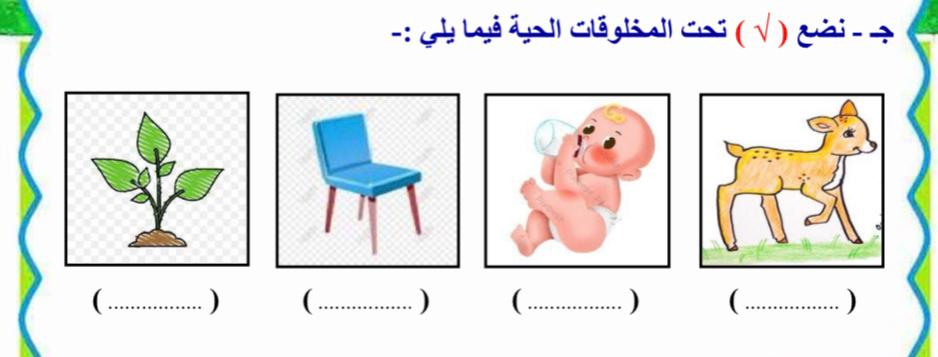 جـ - نضع ( √ ) تحت المخلوقات الحية فيما يلي :-
( ................ ) ( ................ ) ( ................ ) ( ................ )